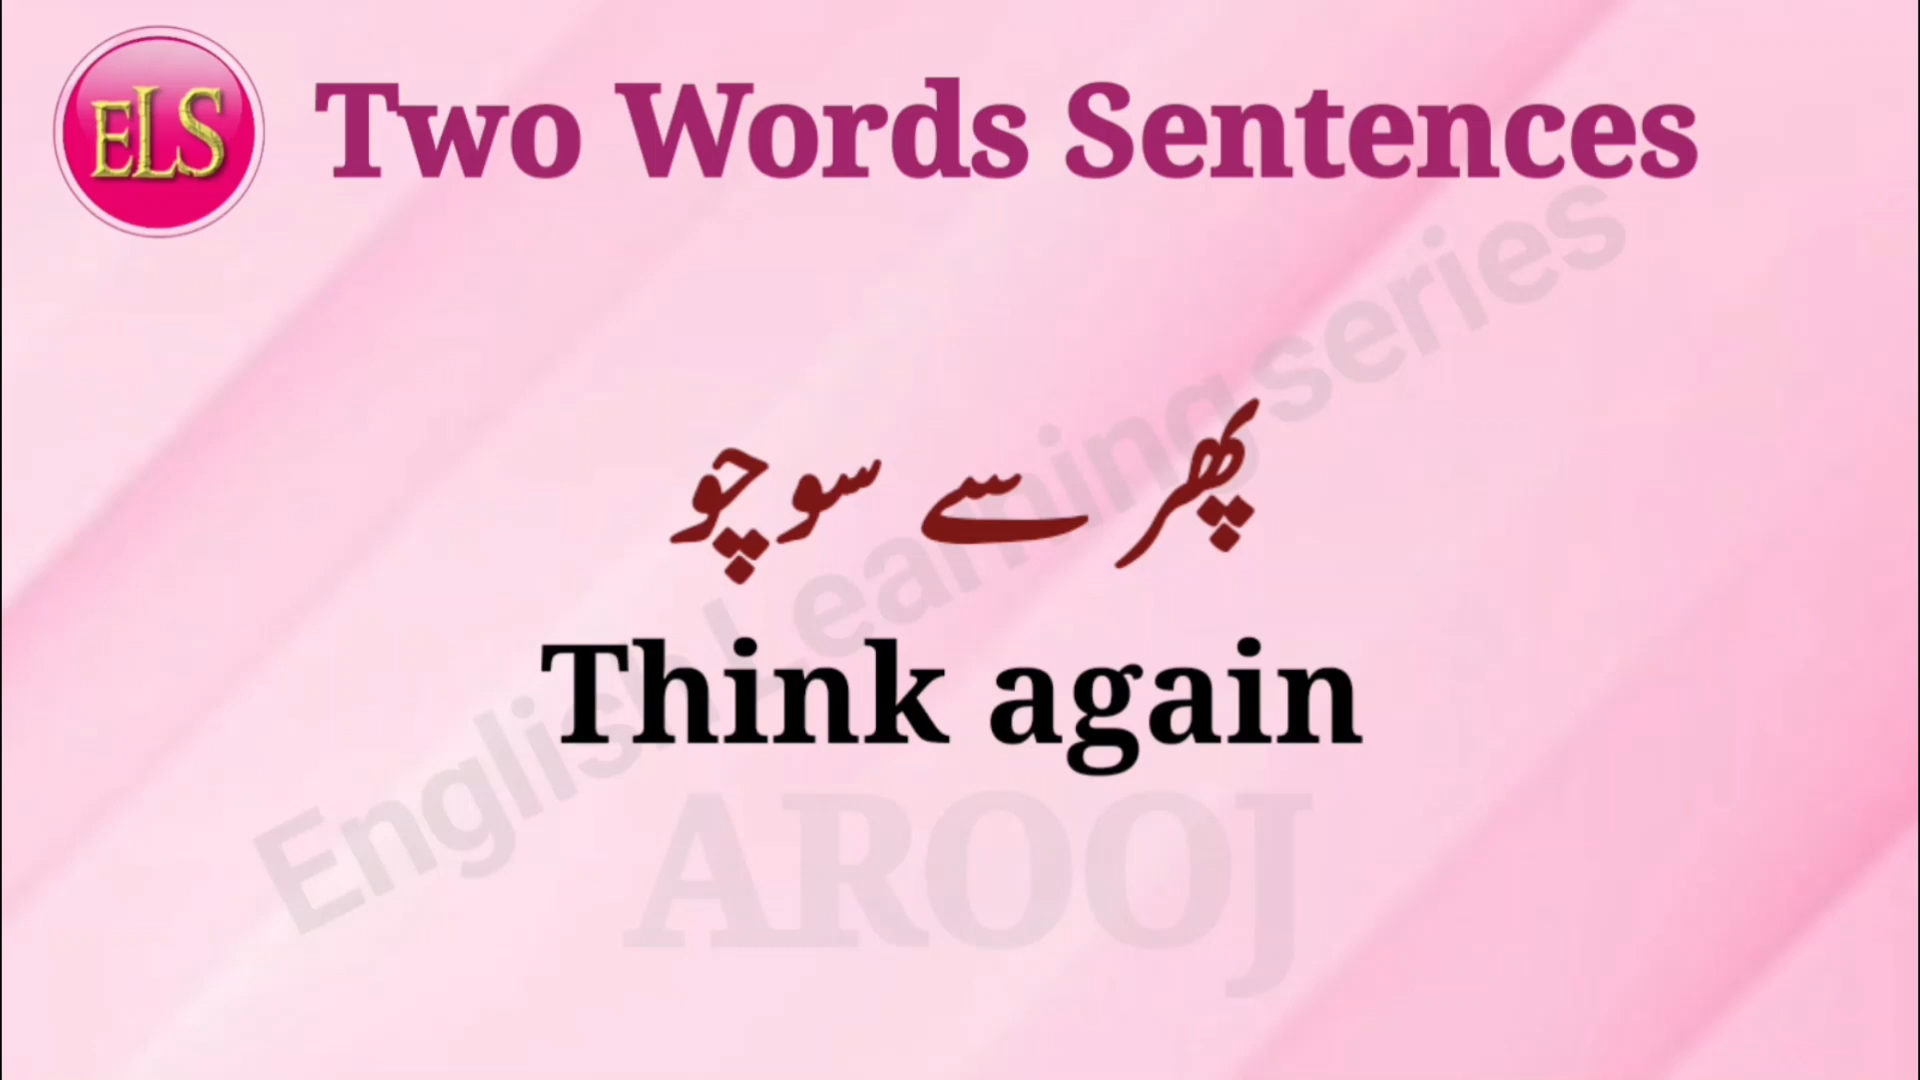 ELS
Two Words Sentences
پھر سے سوچو
Think again
English Learning series
AROOJ